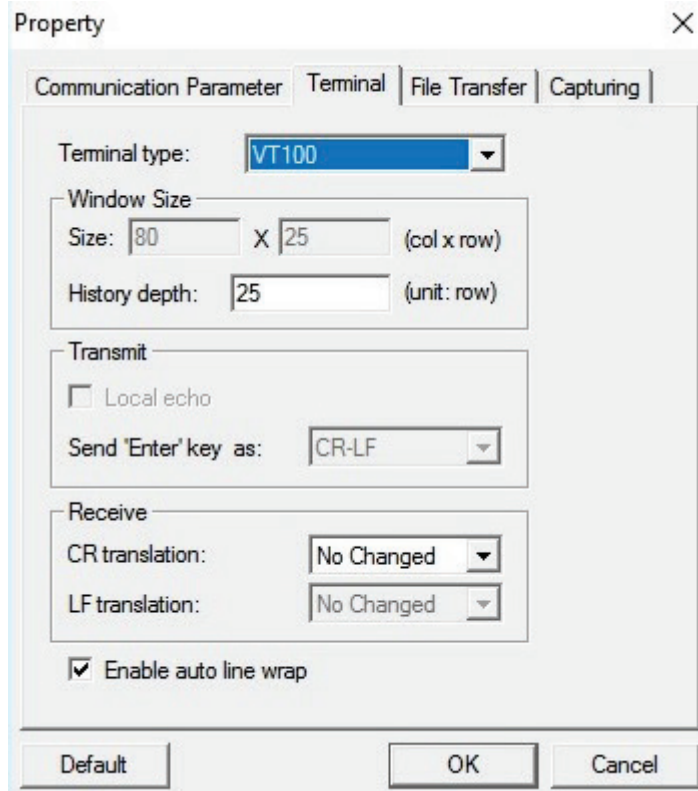 Property
Communication Parameter Terminal File Transfer Capturing
Terminal type: VT100
Window Size
Size: 80 X 25 (col x row)
History depth: 25 (unit: row)
Transmit
Local echo
Send 'Enter' key as: CR-LF
Receive
CR translation: No Changed
LF translation: No Changed
Enable auto line wrap
Default OK Cancel